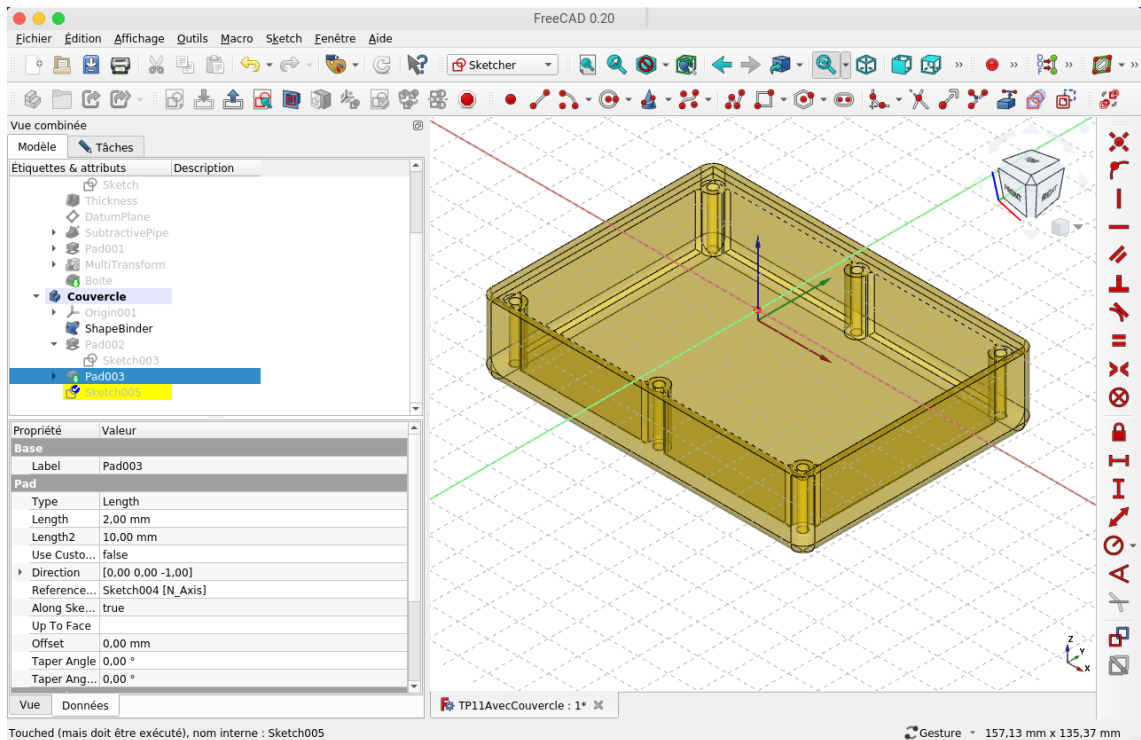 FreeCAD 0.20
Fichier Édition Affichage Outils Macro Sketch Fenêtre Aide
Sketcher
»
»
»
»
Vue combinée
Modèle Tâches
Étiquettes & attributs Description
Sketch
Thickness
DatumPlane
SubtractivePipe
Pad001
MultiTransform
Boite
Couvercle
Origin001
ShapeBinder
Pad002
Sketch003
Pad003
Sketch005
Propriété Valeur
Base
Label Pad003
Pad
Type Length
Length 2,00 mm
Length2 10,00 mm
Use Custo... false
Direction [0,00 0,00 -1,00]
Reference... Sketch004 [N_Axis]
Along Ske... true
Up To Face
Offset 0,00 mm
Taper Angle 0,00 °
Taper Ang... 0,00 °
Vue Données
FRONT RIGHT
Z
Y
X
TP11AvecCouvercle : 1*
Touched (mais doit être exécuté), nom interne : Sketch005
Gesture 157,13 mm x 135,37 mm